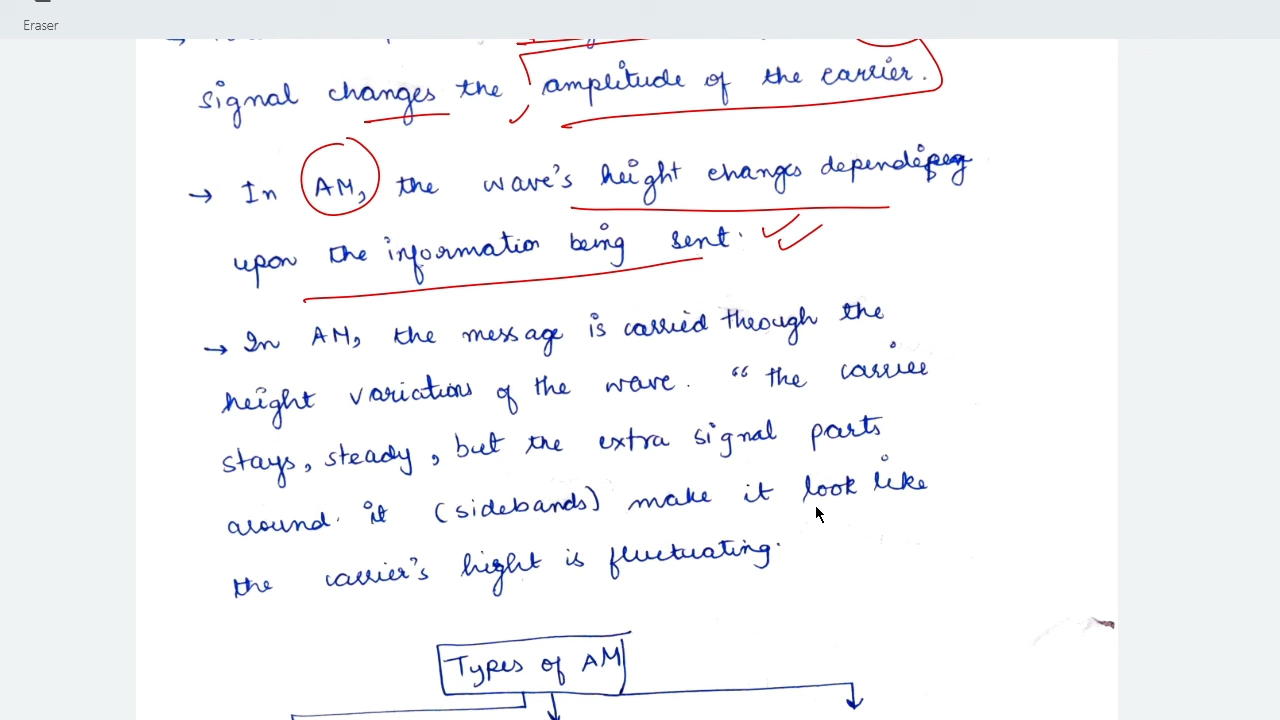 Eraser
signal changes the amplitude of the carrier.
→ In AM, the wave's height changes depending
upon the information being sent.
→ In AM, the message is carried through the
height variations of the wave. “ the carrier
stays, steady, but the extra signal parts
around. it (sidebands) make it look like
the carrier's hight is fluctuating.
Types of AM